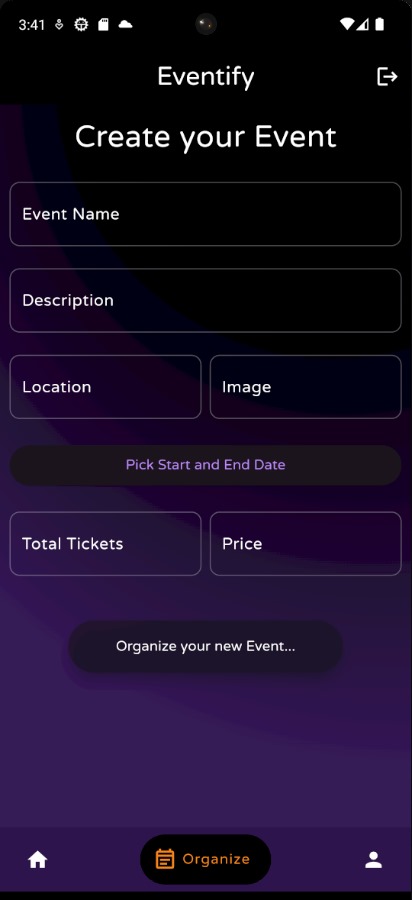 3:41
Eventify
Create your Event
Event Name
Description
Location
Image
Pick Start and End Date
Total Tickets
Price
Organize your new Event...
Organize